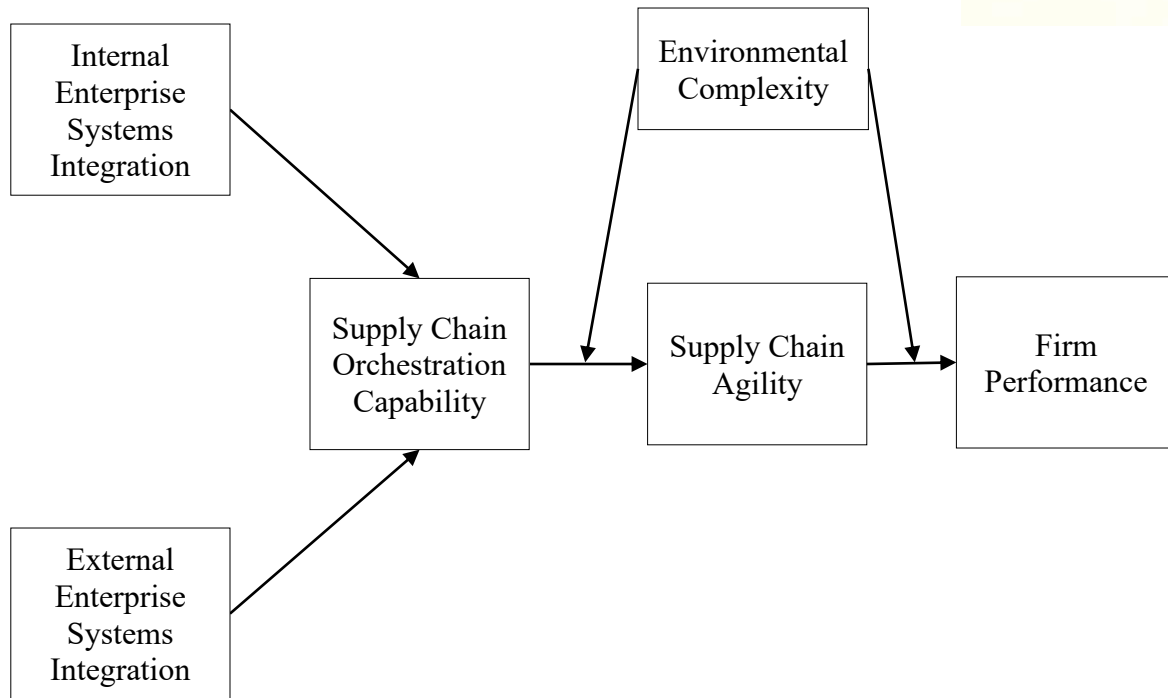 Internal
Enterprise
Systems
Integration
Environmental
Complexity
Supply Chain
Orchestration
Capability
Supply Chain
Agility
Firm
Performance
External
Enterprise
Systems
Integration